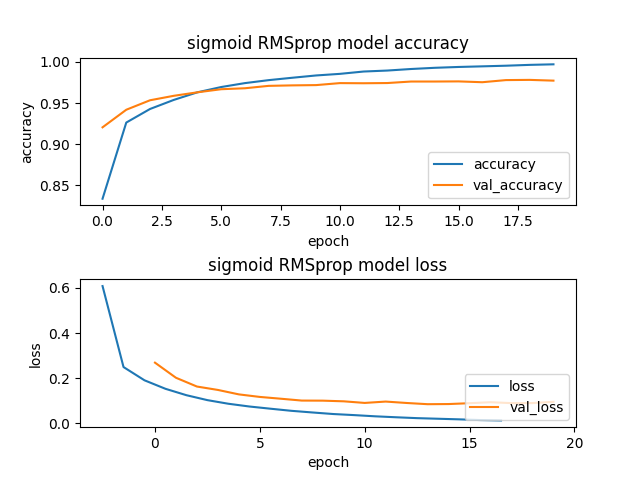 sigmoid RMSprop model accuracy
1.00
0.95
0.90
0.85
accuracy
accuracy
val_accuracy
0.0 2.5 5.0 7.5 10.0 12.5 15.0 17.5
epoch
sigmoid RMSprop model loss
0.6
0.4
0.2
0.0
loss
loss
val_loss
0 5 10 15 20
epoch